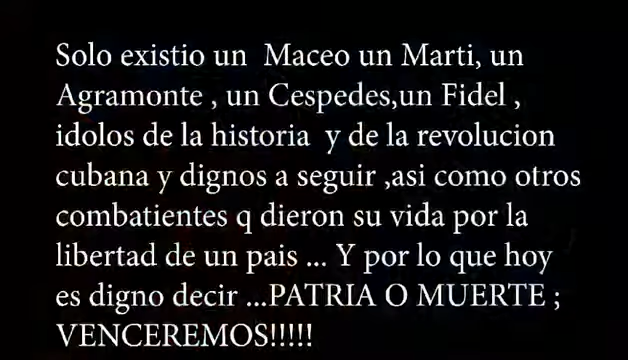 Solo existio un  Maceo un Marti, un
Agramonte , un Cespedes,un Fidel ,
idolos de la historia  y de la revolucion
cubana y dignos a seguir ,asi como otros
combatientes q dieron su vida por la
libertad de un pais ... Y por lo que hoy
es digno decir ...PATRIA O MUERTE ;
VENCEREMOS!!!!!